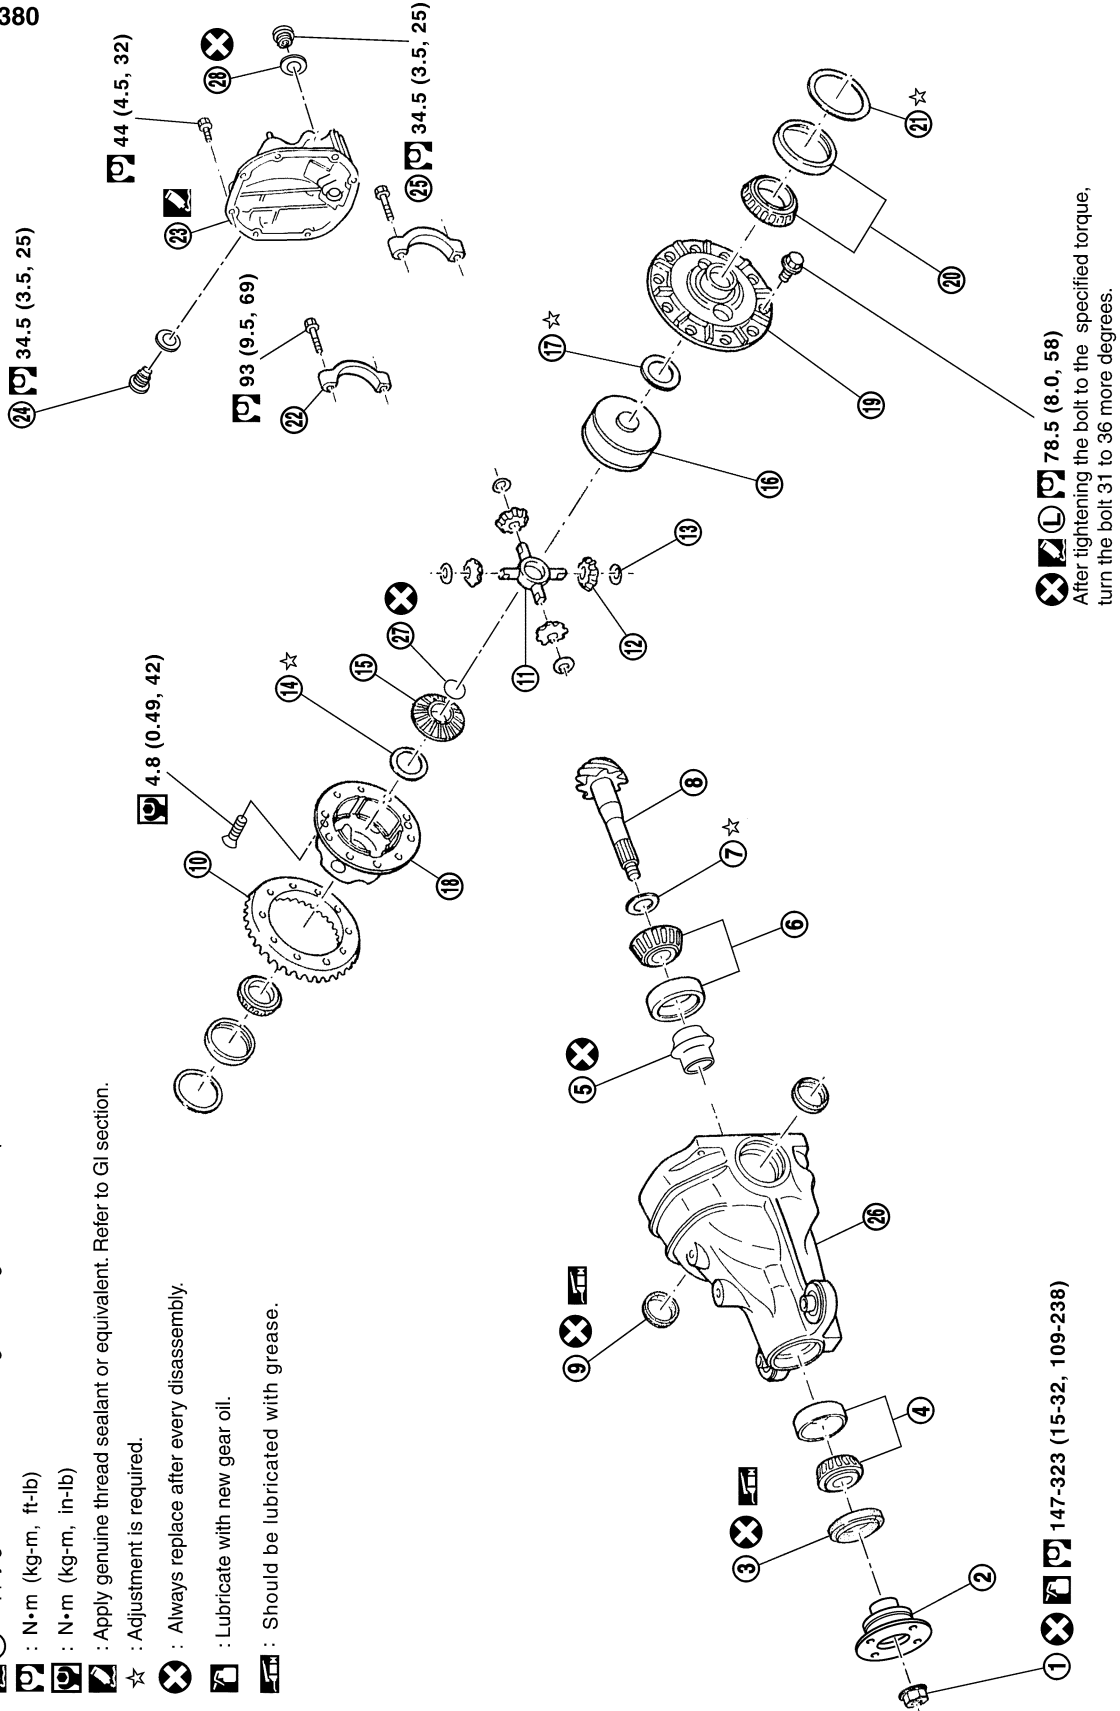 380
: N•m (kg-m, ft-lb)
: N•m (kg-m, in-lb)
: Apply genuine thread sealant or equivalent. Refer to GI section.
☆ : Adjustment is required.
: Always replace after every disassembly.
: Lubricate with new gear oil.
: Should be lubricated with grease.
24 34.5 (3.5, 25)
23
44 (4.5, 32)
28
25 34.5 (3.5, 25)
93 (9.5, 69)
22
4.8 (0.49, 42)
10
14 ☆
15
27
18
11
12
13
17 ☆
16
19
20
21 ☆
L 78.5 (8.0, 58)
After tightening the bolt to the specified torque,
turn the bolt 31 to 36 more degrees.
5
6
7 ☆
8
9
26
3
4
2
1 147-323 (15-32, 109-238)